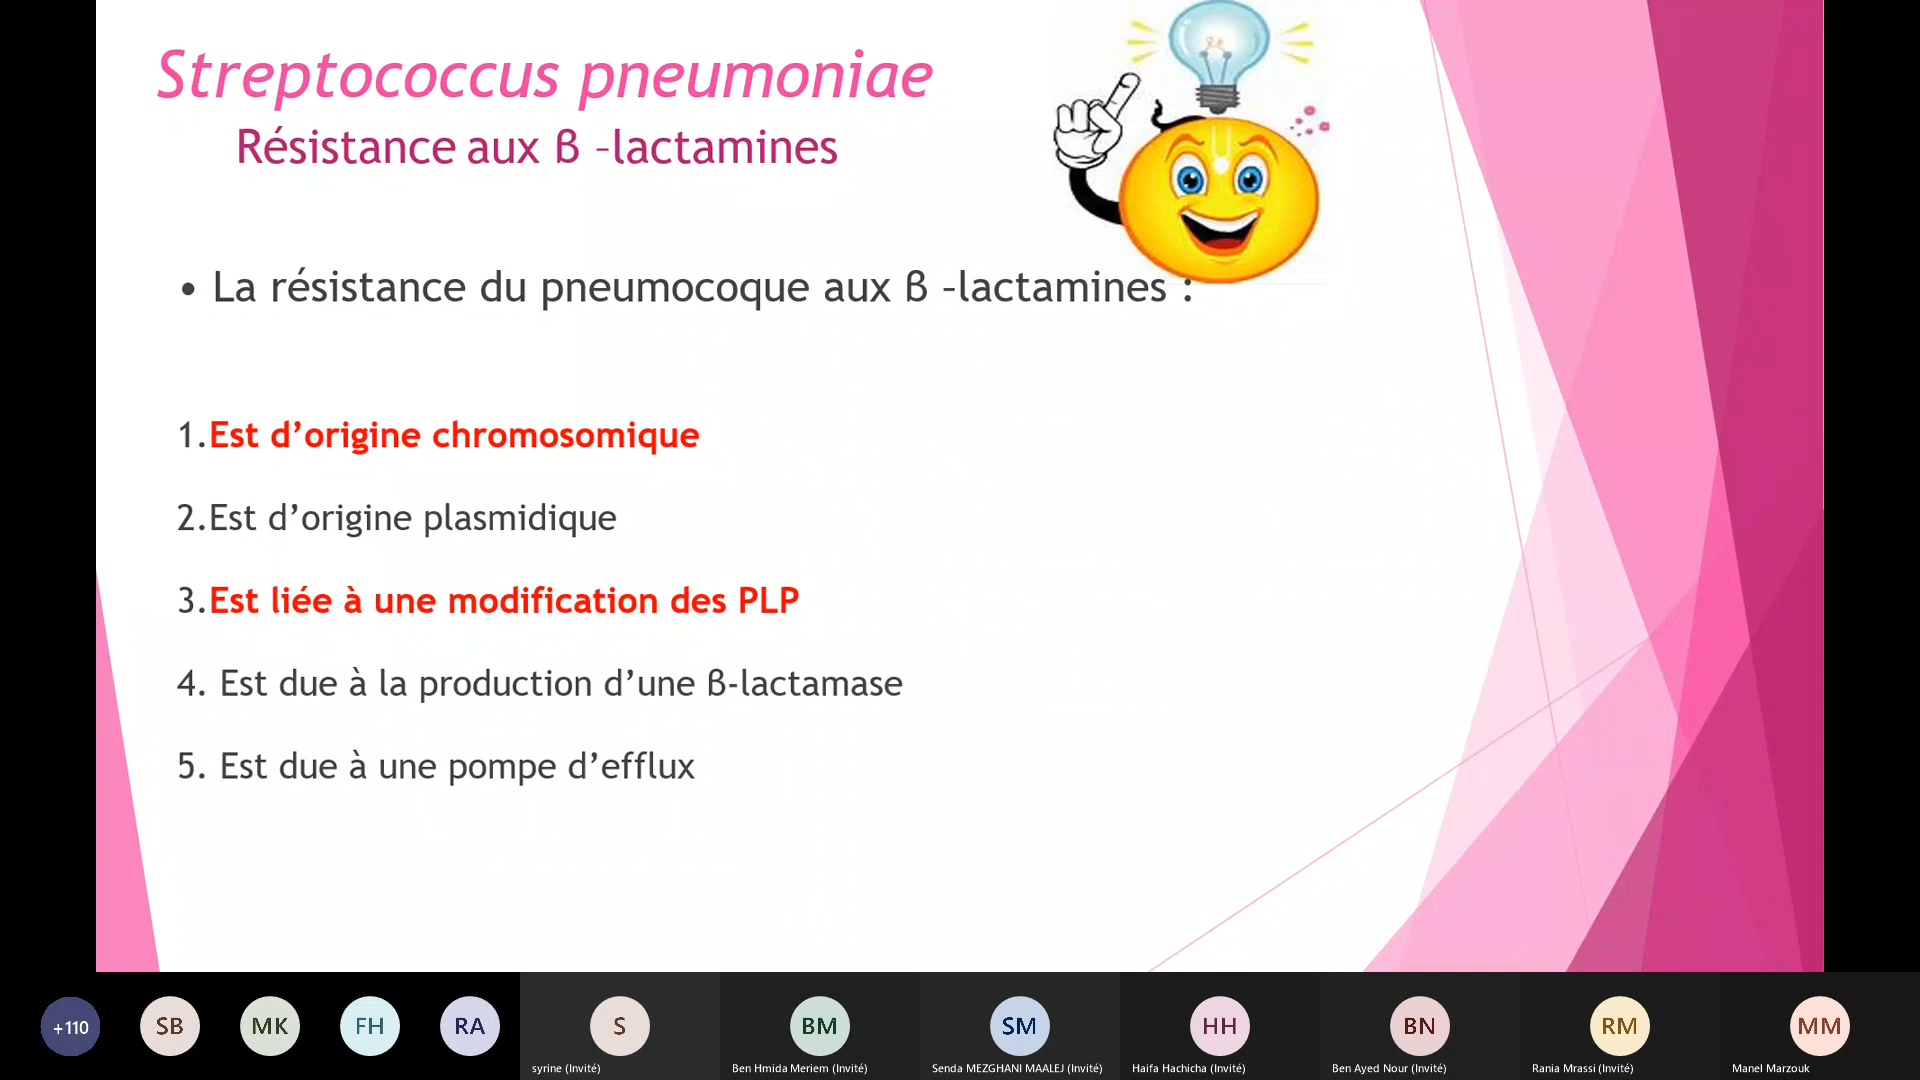 Streptococcus pneumoniae
Résistance aux ß –lactamines
• La résistance du pneumocoque aux ß –lactamines :
1.Est d’origine chromosomique
2.Est d’origine plasmidique
3.Est liée à une modification des PLP
4. Est due à la production d’une ß-lactamase
5. Est due à une pompe d’efflux
+110 SB MK FH RA S BM SM HH BN RM MM
syrine (Invité) Ben Hmida Meriem (Invité) Senda MEZGHANI MAALEJ (Invité) Haifa Hachicha (Invité) Ben Ayed Nour (Invité) Rania Mrassi (Invité) Manel Marzouk